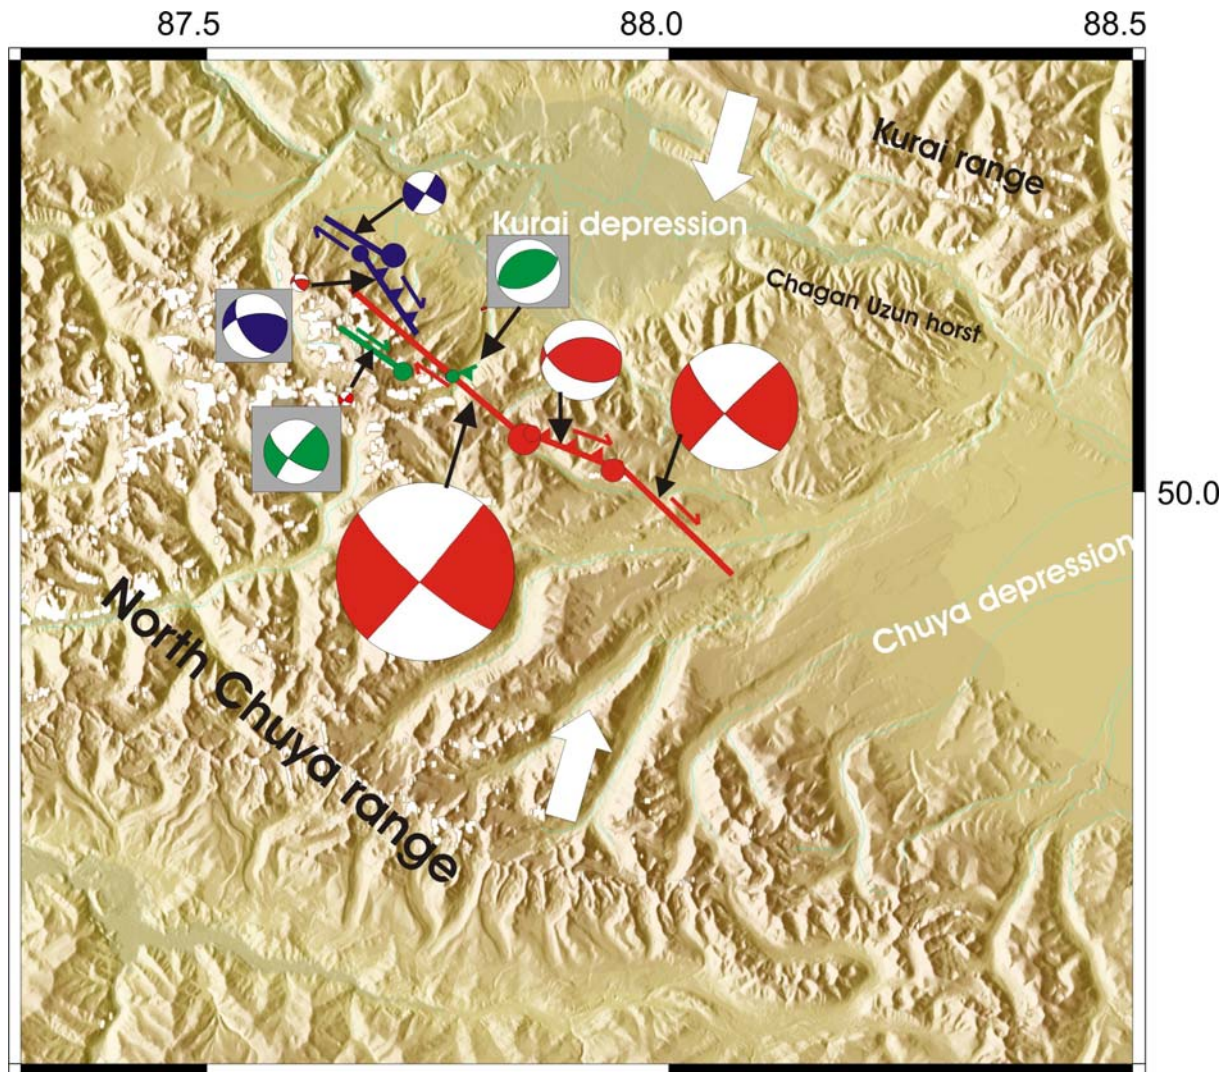 87.5
88.0
88.5
Kurai range
Kurai depression
Chagan Uzun horst
50.0
Chuya depression
North Chuya range